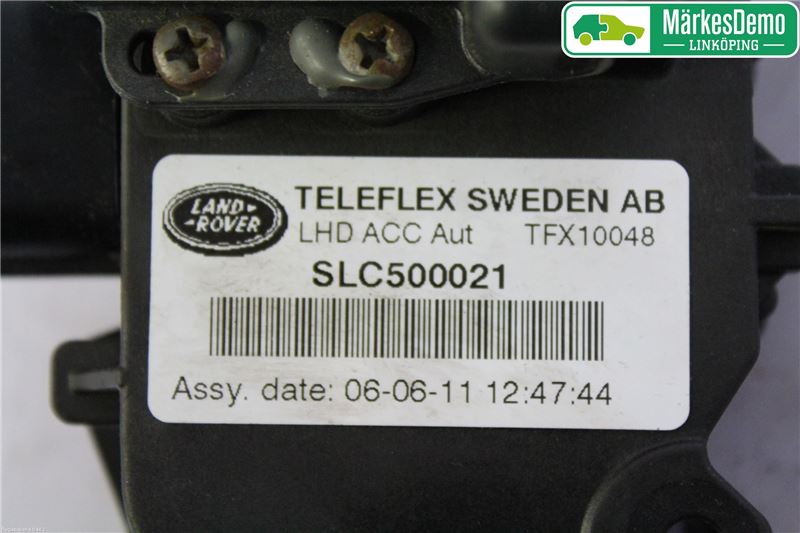 MärkesDemo
LINKÖPING
LAND-
-ROVER
TELEFLEX SWEDEN AB
LHD ACC Aut TFX10048
SLC500021
Assy. date: 06-06-11 12:47:44